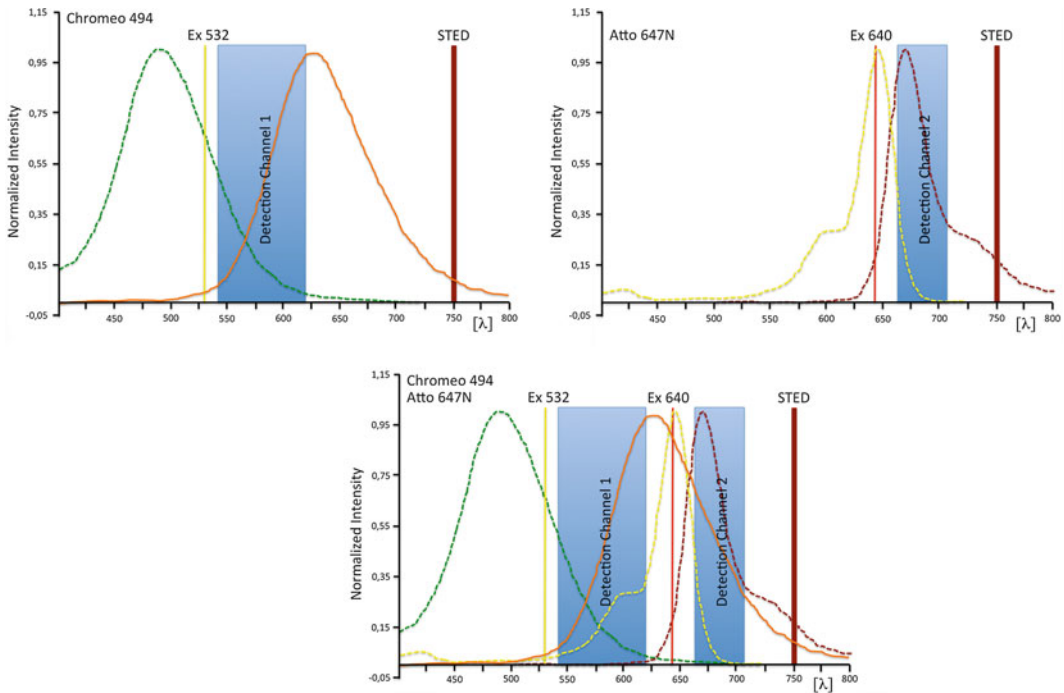 Chromeo 494
Ex 532
STED
1,15
0,95
0,75
0,55
0,35
0,15
-0,05
Normalized Intensity
Detection Channel 1
450
500
550
600
650
700
750
800
[λ]
Atto 647N
Ex 640
STED
1,15
0,95
0,75
0,55
0,35
0,15
-0,05
Normalized Intensity
Detection Channel 2
450
500
550
600
650
700
750
800
[λ]
Chromeo 494
Atto 647N
Ex 532
Ex 640
STED
1,15
0,95
0,75
0,55
0,35
0,15
-0,05
Normalized Intensity
Detection Channel 1
Detection Channel 2
450
500
550
600
650
700
750
800
[λ]